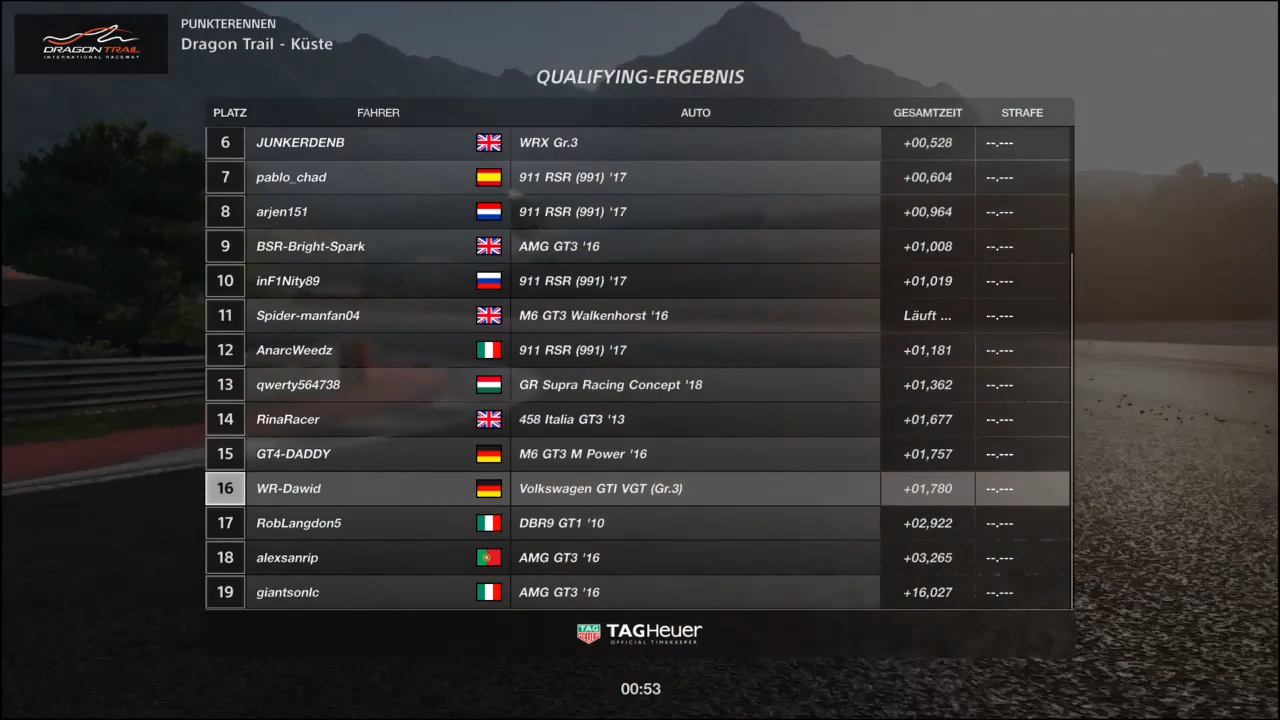 DRAGON TRAIL
INTERNATIONAL RACEWAY
PUNKTERENNEN
Dragon Trail - Küste
QUALIFYING-ERGEBNIS
PLATZ FAHRER AUTO GESAMTZEIT STRAFE
6 JUNKERDENB WRX Gr.3 +00,528 --.---
7 pablo_chad 911 RSR (991) '17 +00,604 --.---
8 arjen151 911 RSR (991) '17 +00,964 --.---
9 BSR-Bright-Spark AMG GT3 '16 +01,008 --.---
10 inF1Nity89 911 RSR (991) '17 +01,019 --.---
11 Spider-manfan04 M6 GT3 Walkenhorst '16 Läuft ... --.---
12 AnarcWeedz 911 RSR (991) '17 +01,181 --.---
13 qwerty564738 GR Supra Racing Concept '18 +01,362 --.---
14 RinaRacer 458 Italia GT3 '13 +01,677 --.---
15 GT4-DADDY M6 GT3 M Power '16 +01,757 --.---
16 WR-Dawid Volkswagen GTI VGT (Gr.3) +01,780 --.---
17 RobLangdon5 DBR9 GT1 '10 +02,922 --.---
18 alexsanrip AMG GT3 '16 +03,265 --.---
19 giantsonlc AMG GT3 '16 +16,027 --.---
TAG HEUER TAGHeuer
OFFICIAL TIMEKEEPER
00:53